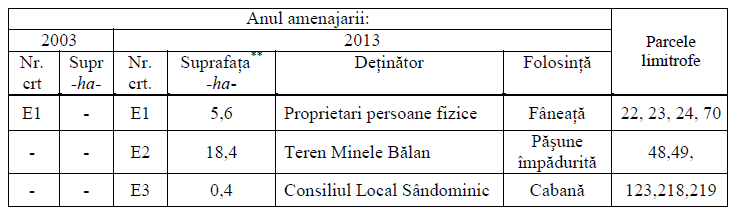 Anul amenajarii:
2003 2013 Parcele limitrofe
Nr. crt Supr -ha- Nr. crt. Suprafața** -ha- Deținător Folosință
E1 - E1 5,6 Proprietari persoane fizice Fâneață 22, 23, 24, 70
- - E2 18,4 Teren Minele Bălan Pășune împădurită 48,49,
- - E3 0,4 Consiliul Local Sândominic Cabană 123,218,219